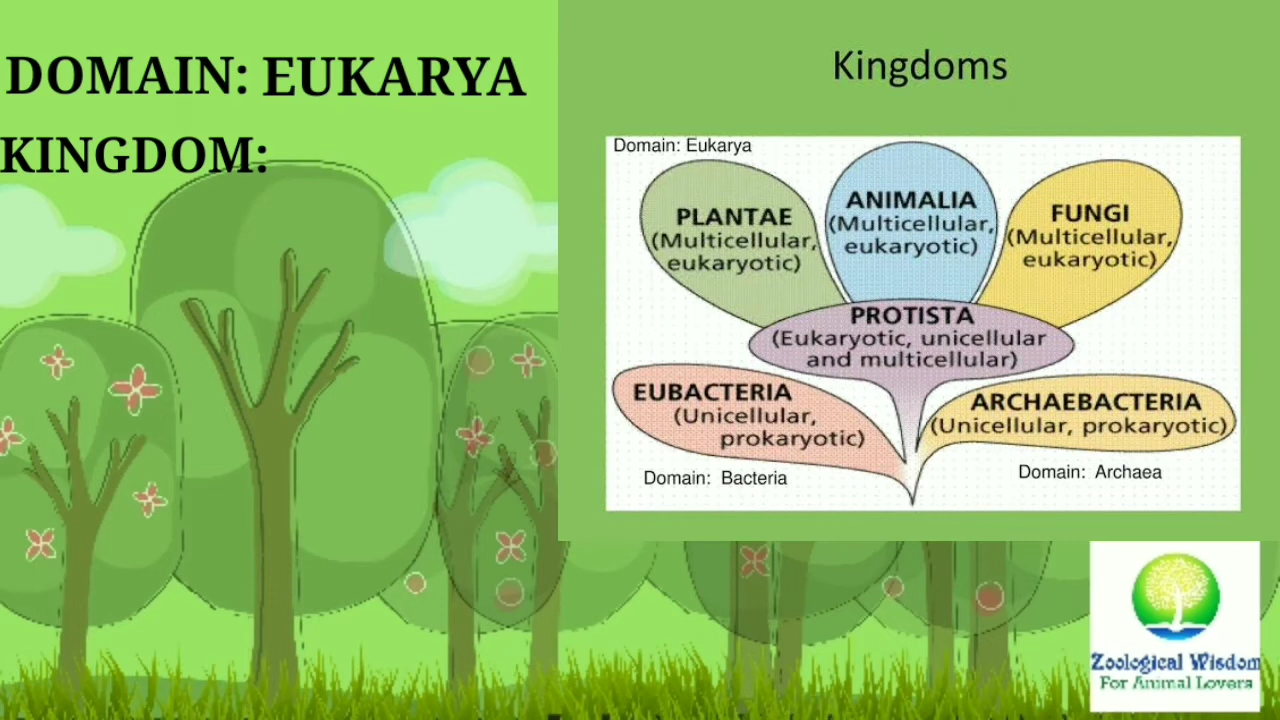 DOMAIN: EUKARYA
KINGDOM:
Kingdoms
Domain: Eukarya
PLANTAE
(Multicellular,
eukaryotic)
ANIMALIA
(Multicellular,
eukaryotic)
FUNGI
(Multicellular,
eukaryotic)
PROTISTA
(Eukaryotic, unicellular
and multicellular)
EUBACTERIA
(Unicellular,
prokaryotic)
ARCHAEBACTERIA
(Unicellular, prokaryotic)
Domain: Bacteria
Domain: Archaea
Zoological Wisdom
For Animal Lovers